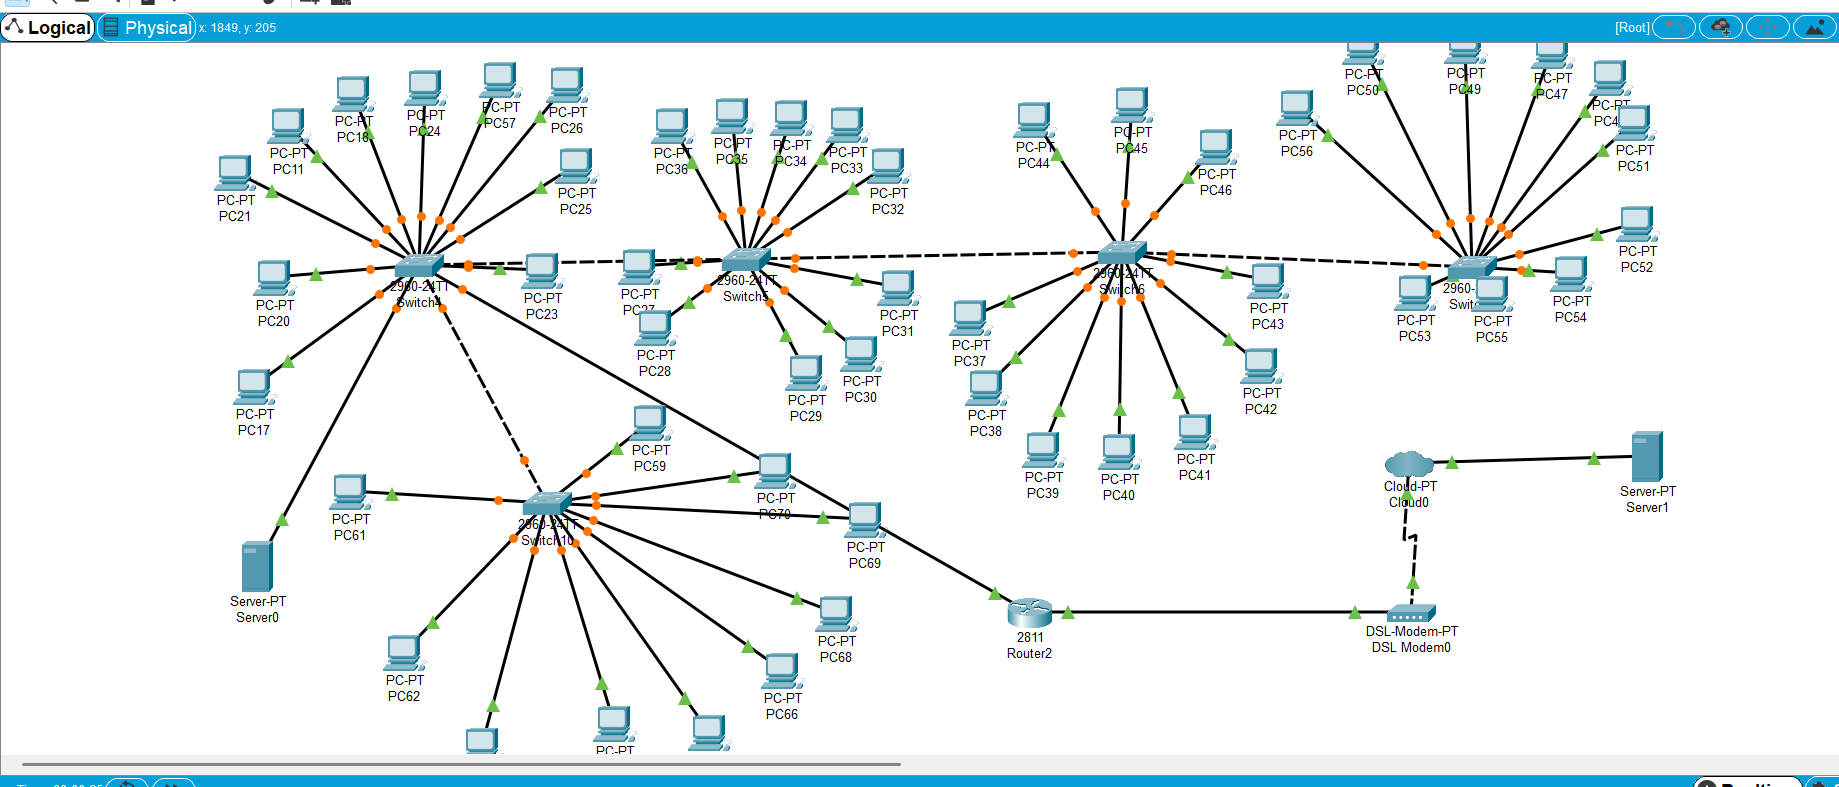 Logical
Physical
x: 1849, y: 205
[Root]
PC-PT
PC21
PC-PT
PC11
PC-PT
PC18
PC-PT
PC24
PC-PT
PC57
PC-PT
PC26
PC-PT
PC25
PC-PT
PC20
2960-24TT
Switch4
PC-PT
PC23
PC-PT
PC17
PC-PT
PC36
PC-PT
PC35
PC-PT
PC34
PC-PT
PC33
PC-PT
PC32
PC-PT
PC27
2960-24TT
Switch5
PC-PT
PC28
PC-PT
PC29
PC-PT
PC30
PC-PT
PC31
PC-PT
PC44
PC-PT
PC45
PC-PT
PC46
2960-24TT
Switch6
PC-PT
PC43
PC-PT
PC37
PC-PT
PC38
PC-PT
PC39
PC-PT
PC40
PC-PT
PC41
PC-PT
PC42
PC-PT
PC56
PC-PT
PC50
PC-PT
PC49
PC-PT
PC47
PC-PT
PC-PT
PC51
PC-PT
PC52
PC-PT
PC53
PC-PT
PC55
PC-PT
PC54
PC-PT
PC59
PC-PT
PC61
2960-24TT
Switch10
PC-PT
PC70
PC-PT
PC69
PC-PT
PC68
PC-PT
PC66
PC-PT
PC62
PC-PT
Server-PT
Server0
2811
Router2
DSL-Modem-PT
DSL Modem0
Cloud-PT
Cloud0
Server-PT
Server1